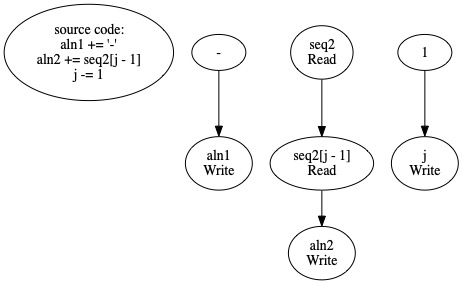 source code:
aln1 += '-'
aln2 += seq2[j - 1]
j -= 1
-
seq2
Read
1
aln1
Write
seq2[j - 1]
Read
j
Write
aln2
Write